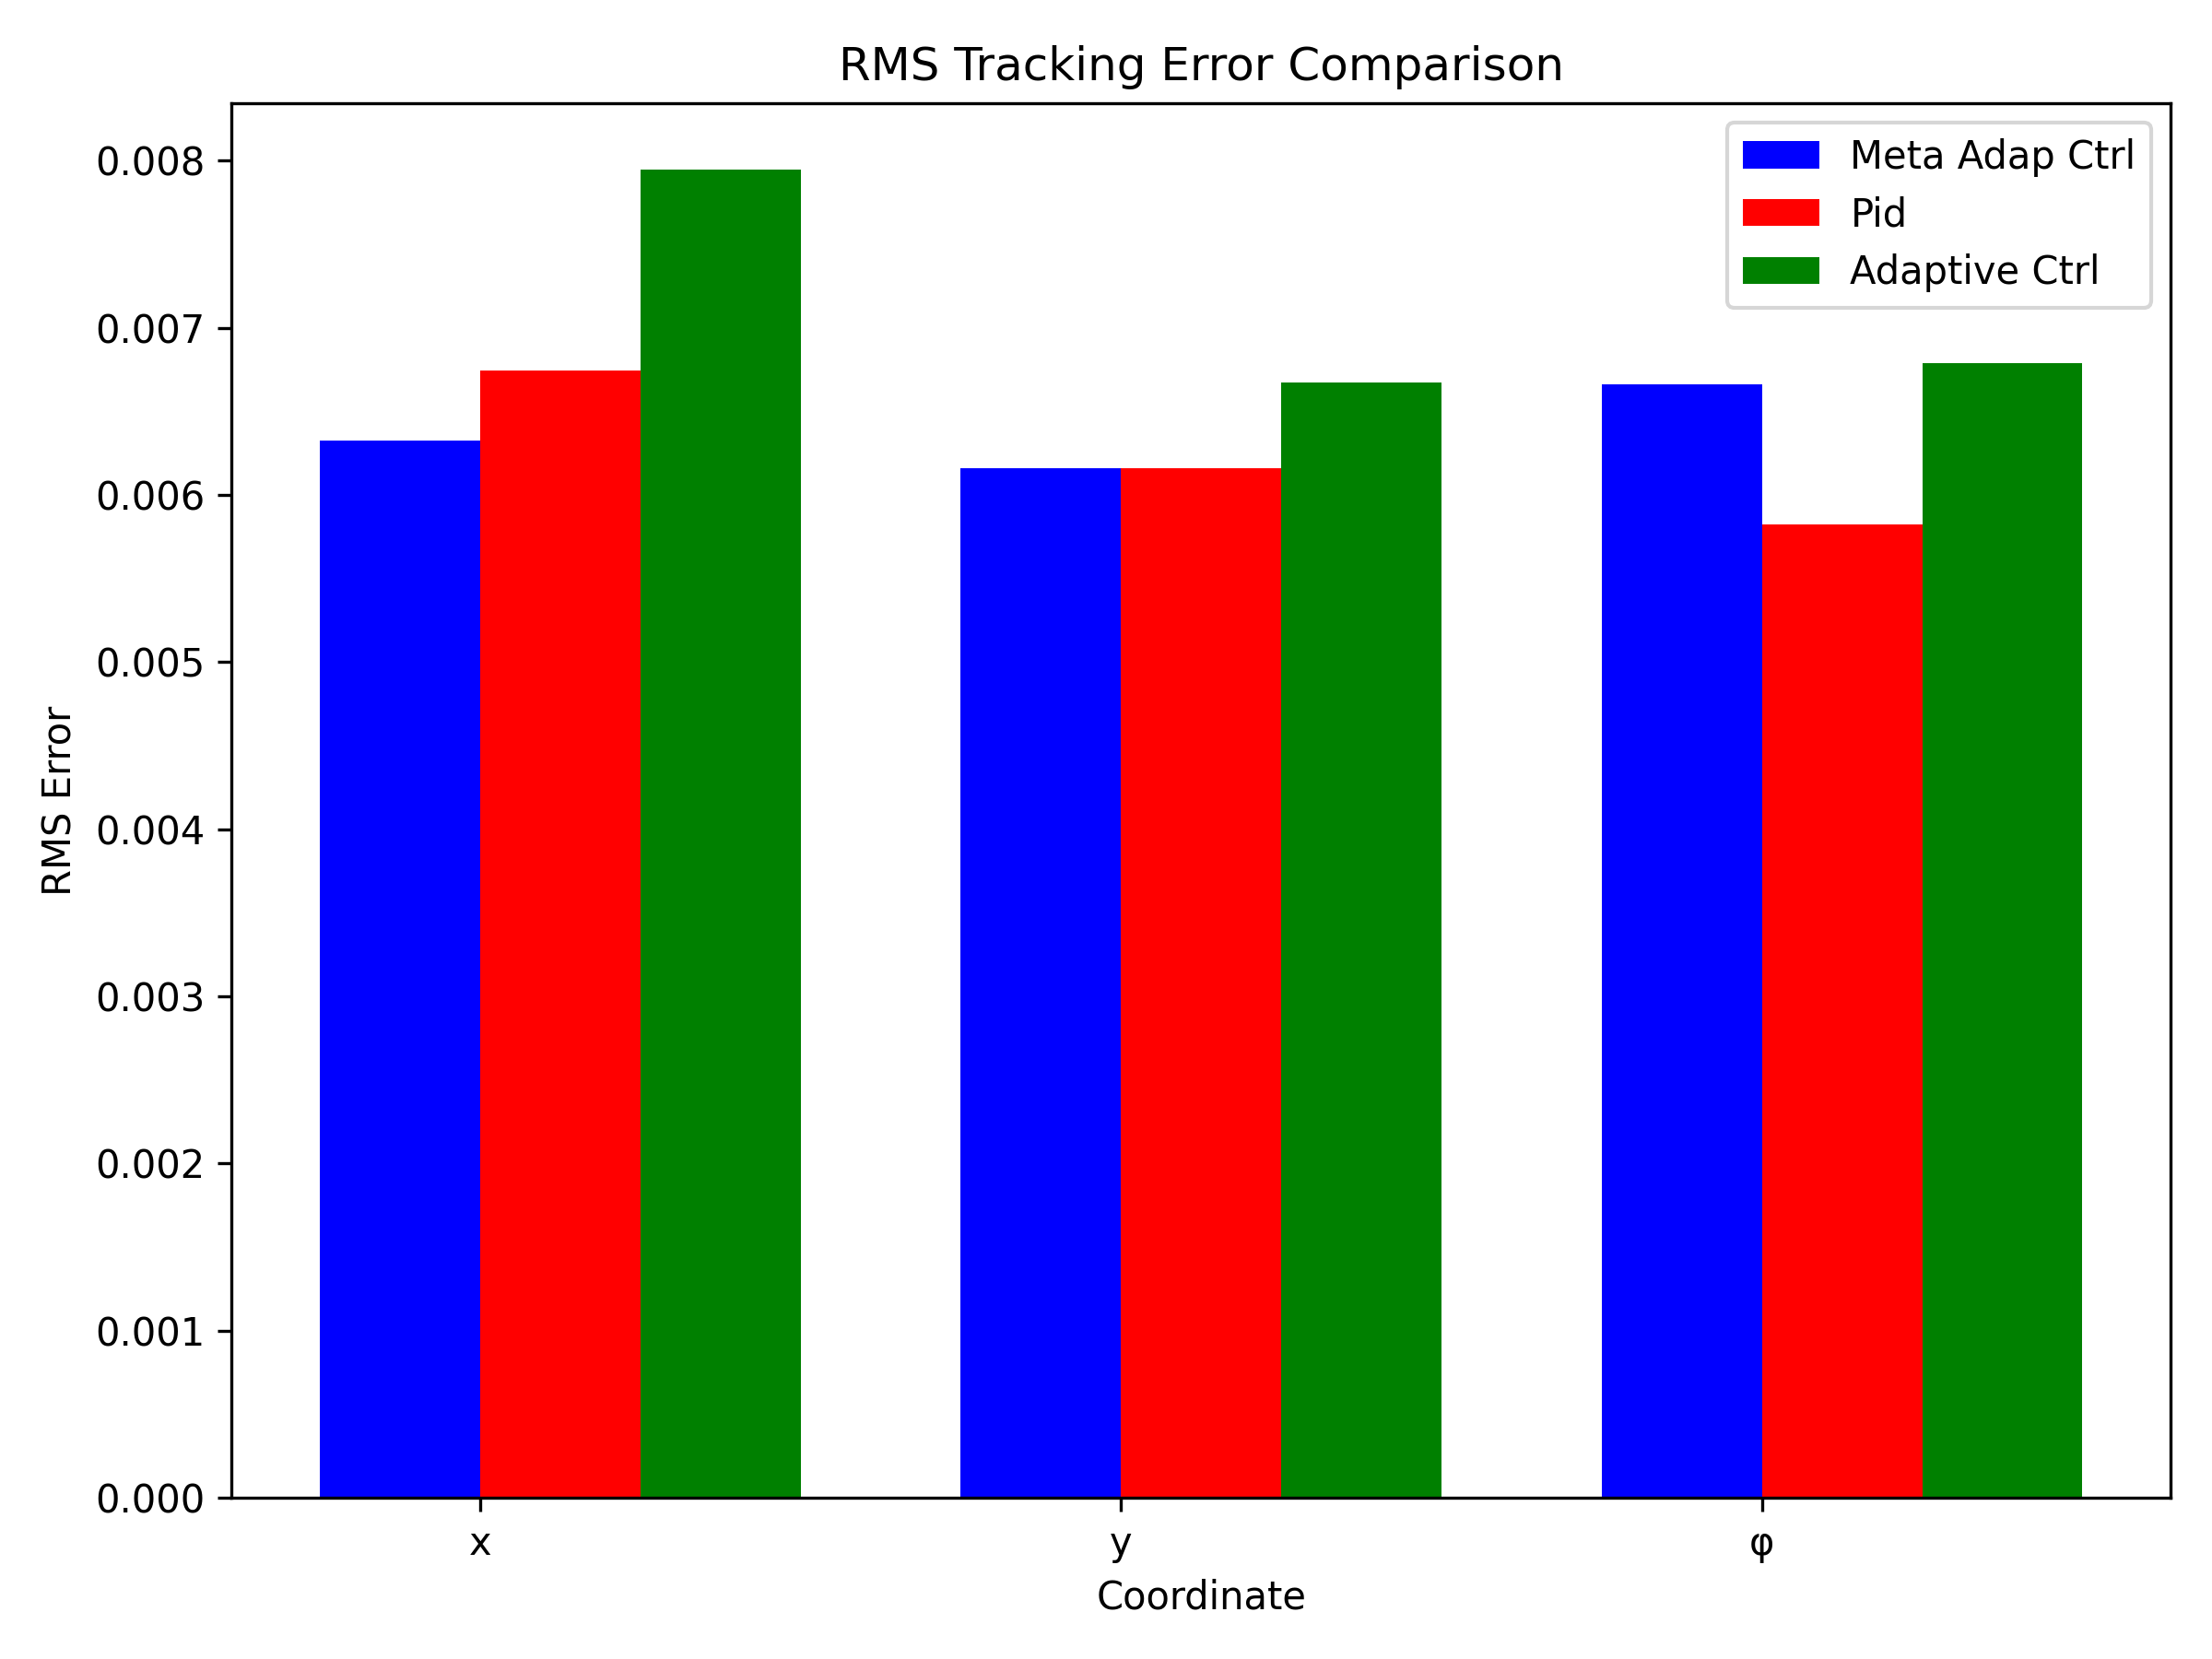 RMS Tracking Error Comparison
Meta Adap Ctrl
Pid
Adaptive Ctrl
RMS Error
0.008
0.007
0.006
0.005
0.004
0.003
0.002
0.001
0.000
x
y
φ
Coordinate